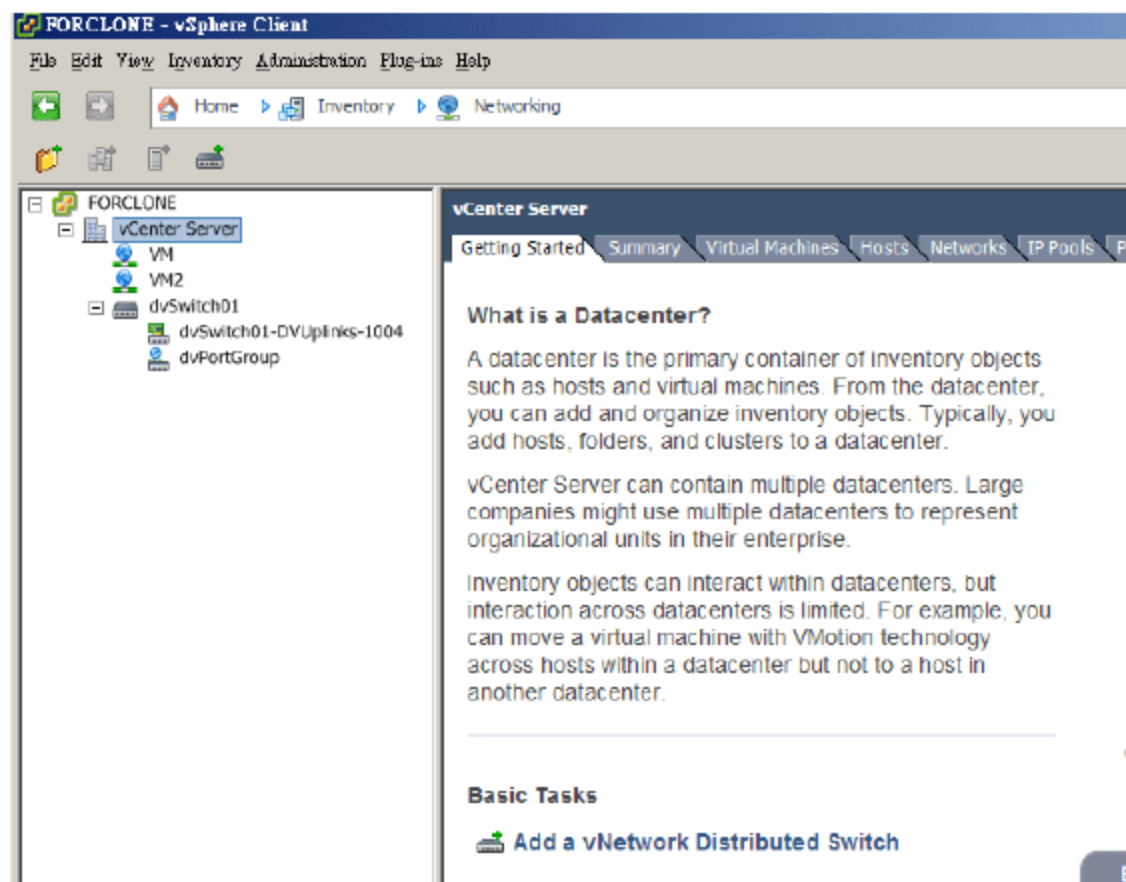 FORCLONE - vSphere Client
File Edit View Inventory Administration Plug-ins Help
Home Inventory Networking
FORCLONE
vCenter Server
VM
VM2
dvSwitch01
dvSwitch01-DVUplinks-1004
dvPortGroup
vCenter Server
Getting Started Summary Virtual Machines Hosts Networks IP Pools
What is a Datacenter?
A datacenter is the primary container of inventory objects
such as hosts and virtual machines. From the datacenter,
you can add and organize inventory objects. Typically, you
add hosts, folders, and clusters to a datacenter.
vCenter Server can contain multiple datacenters. Large
companies might use multiple datacenters to represent
organizational units in their enterprise.
Inventory objects can interact within datacenters, but
interaction across datacenters is limited. For example, you
can move a virtual machine with VMotion technology
across hosts within a datacenter but not to a host in
another datacenter.
Basic Tasks
Add a vNetwork Distributed Switch